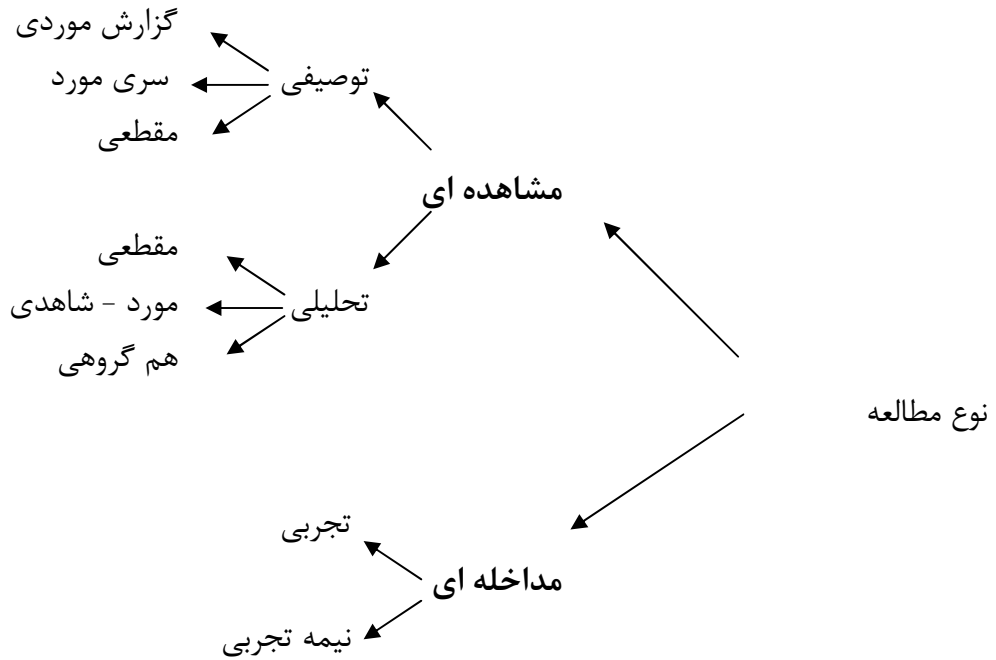 گزارش موردی
توصیفی
سری مورد
مقطعی
مشاهده ای
مقطعی
تحلیلی
مورد - شاهدی
هم گروهی
نوع مطالعه
تجربی
مداخله ای
نیمه تجربی